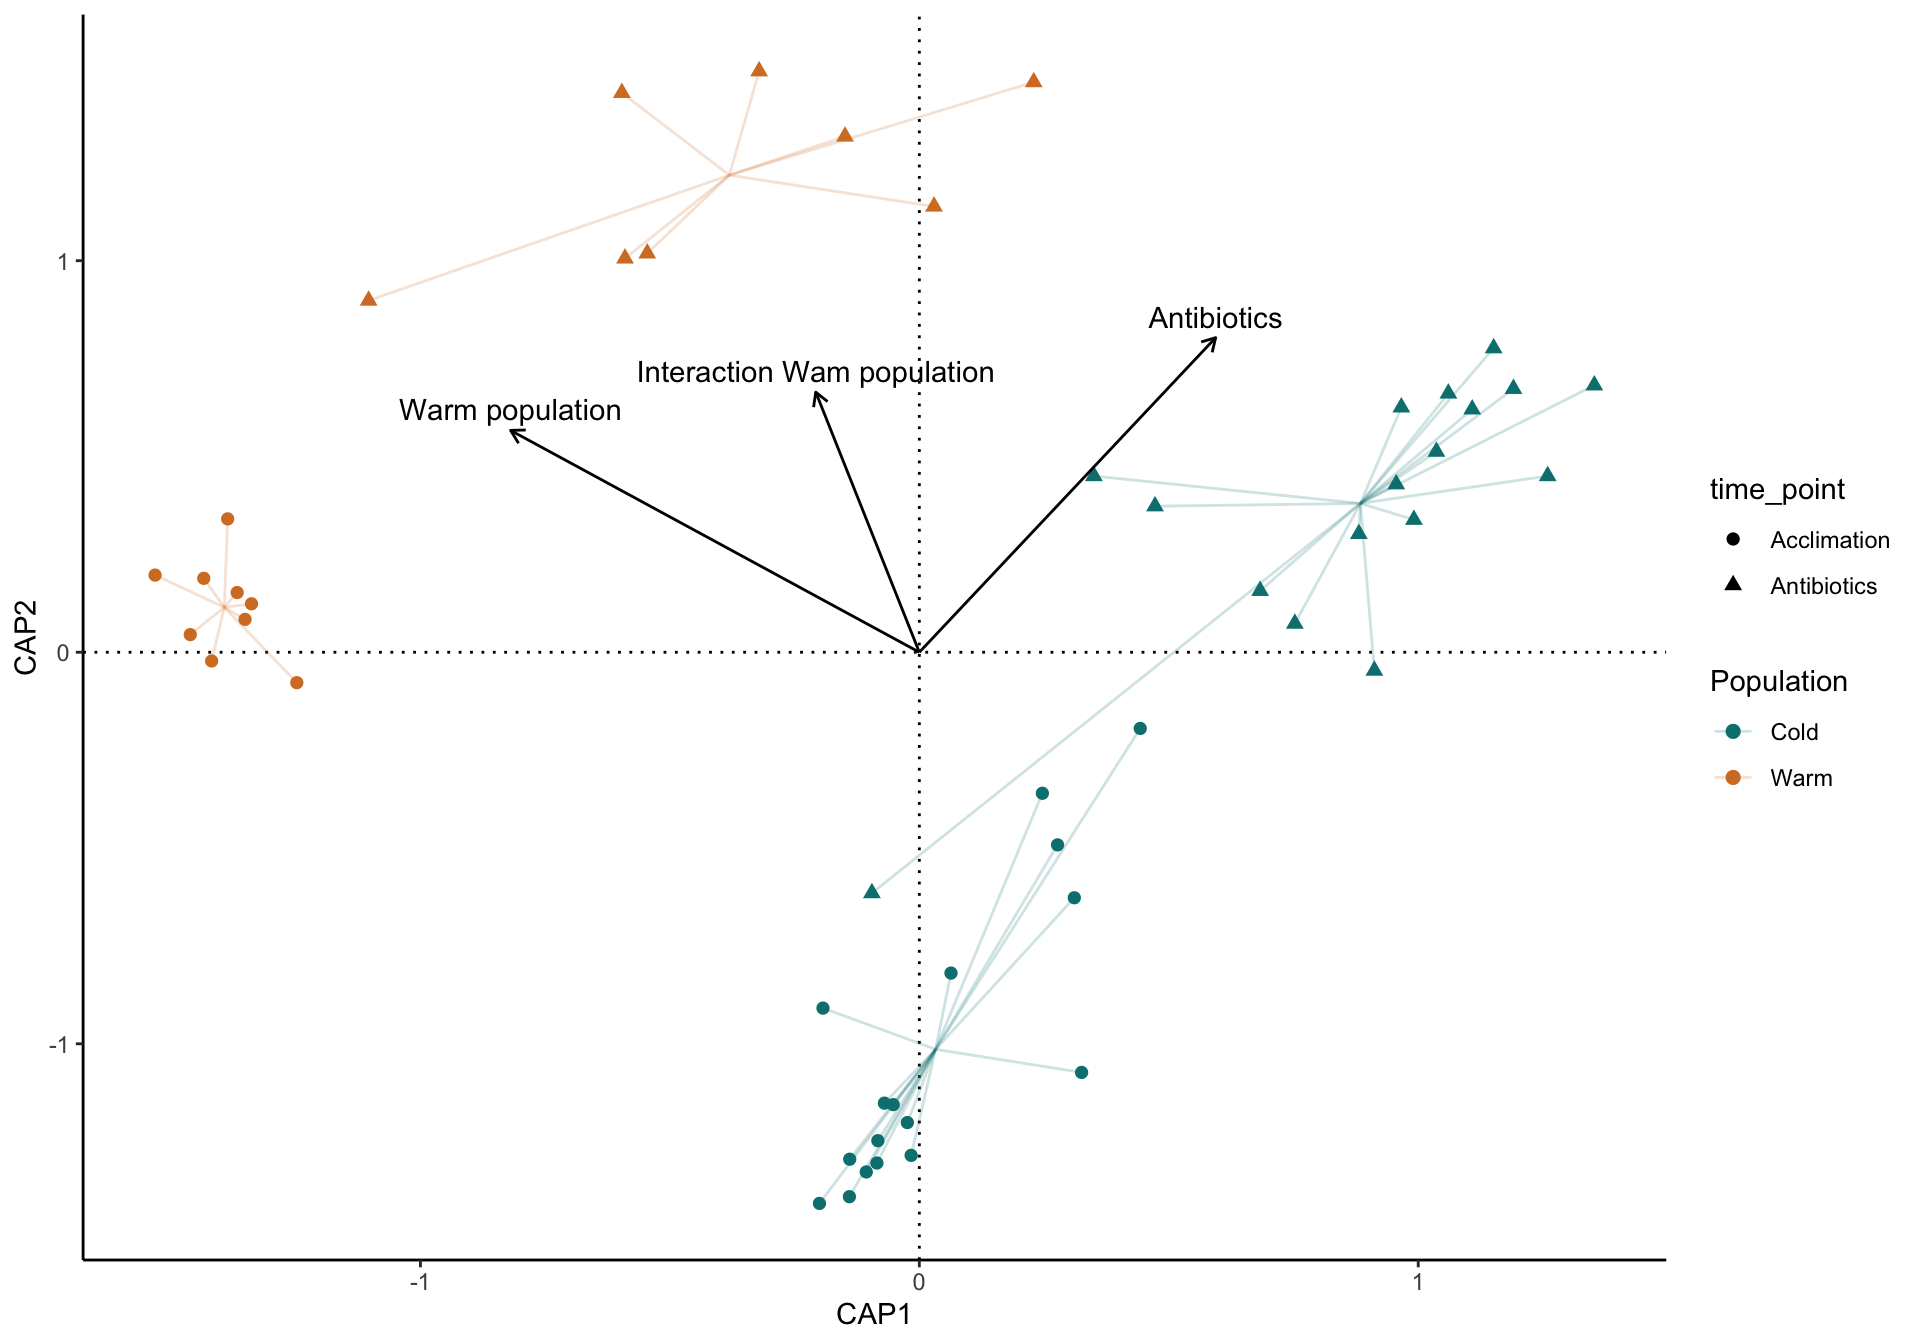 Antibiotics
Interaction Wam population
Warm population
1
0
-1
CAP2
-1
0
1
CAP1
time_point
Acclimation
Antibiotics
Population
Cold
Warm